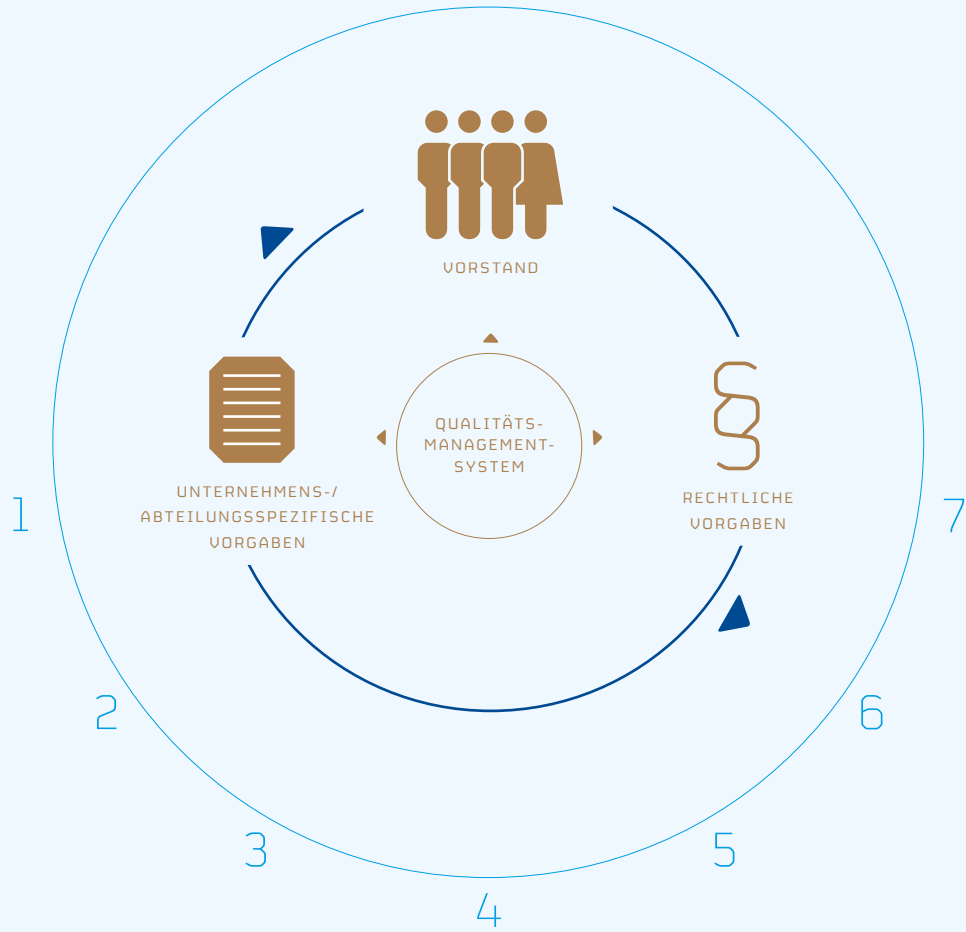 VORSTAND
QUALITÄTS-
MANAGEMENT-
SYSTEM
UNTERNEHMENS-/
ABTEILUNGSSPEZIFISCHE
VORGABEN
§
RECHTLICHE
VORGABEN
1
2
3
4
5
6
7